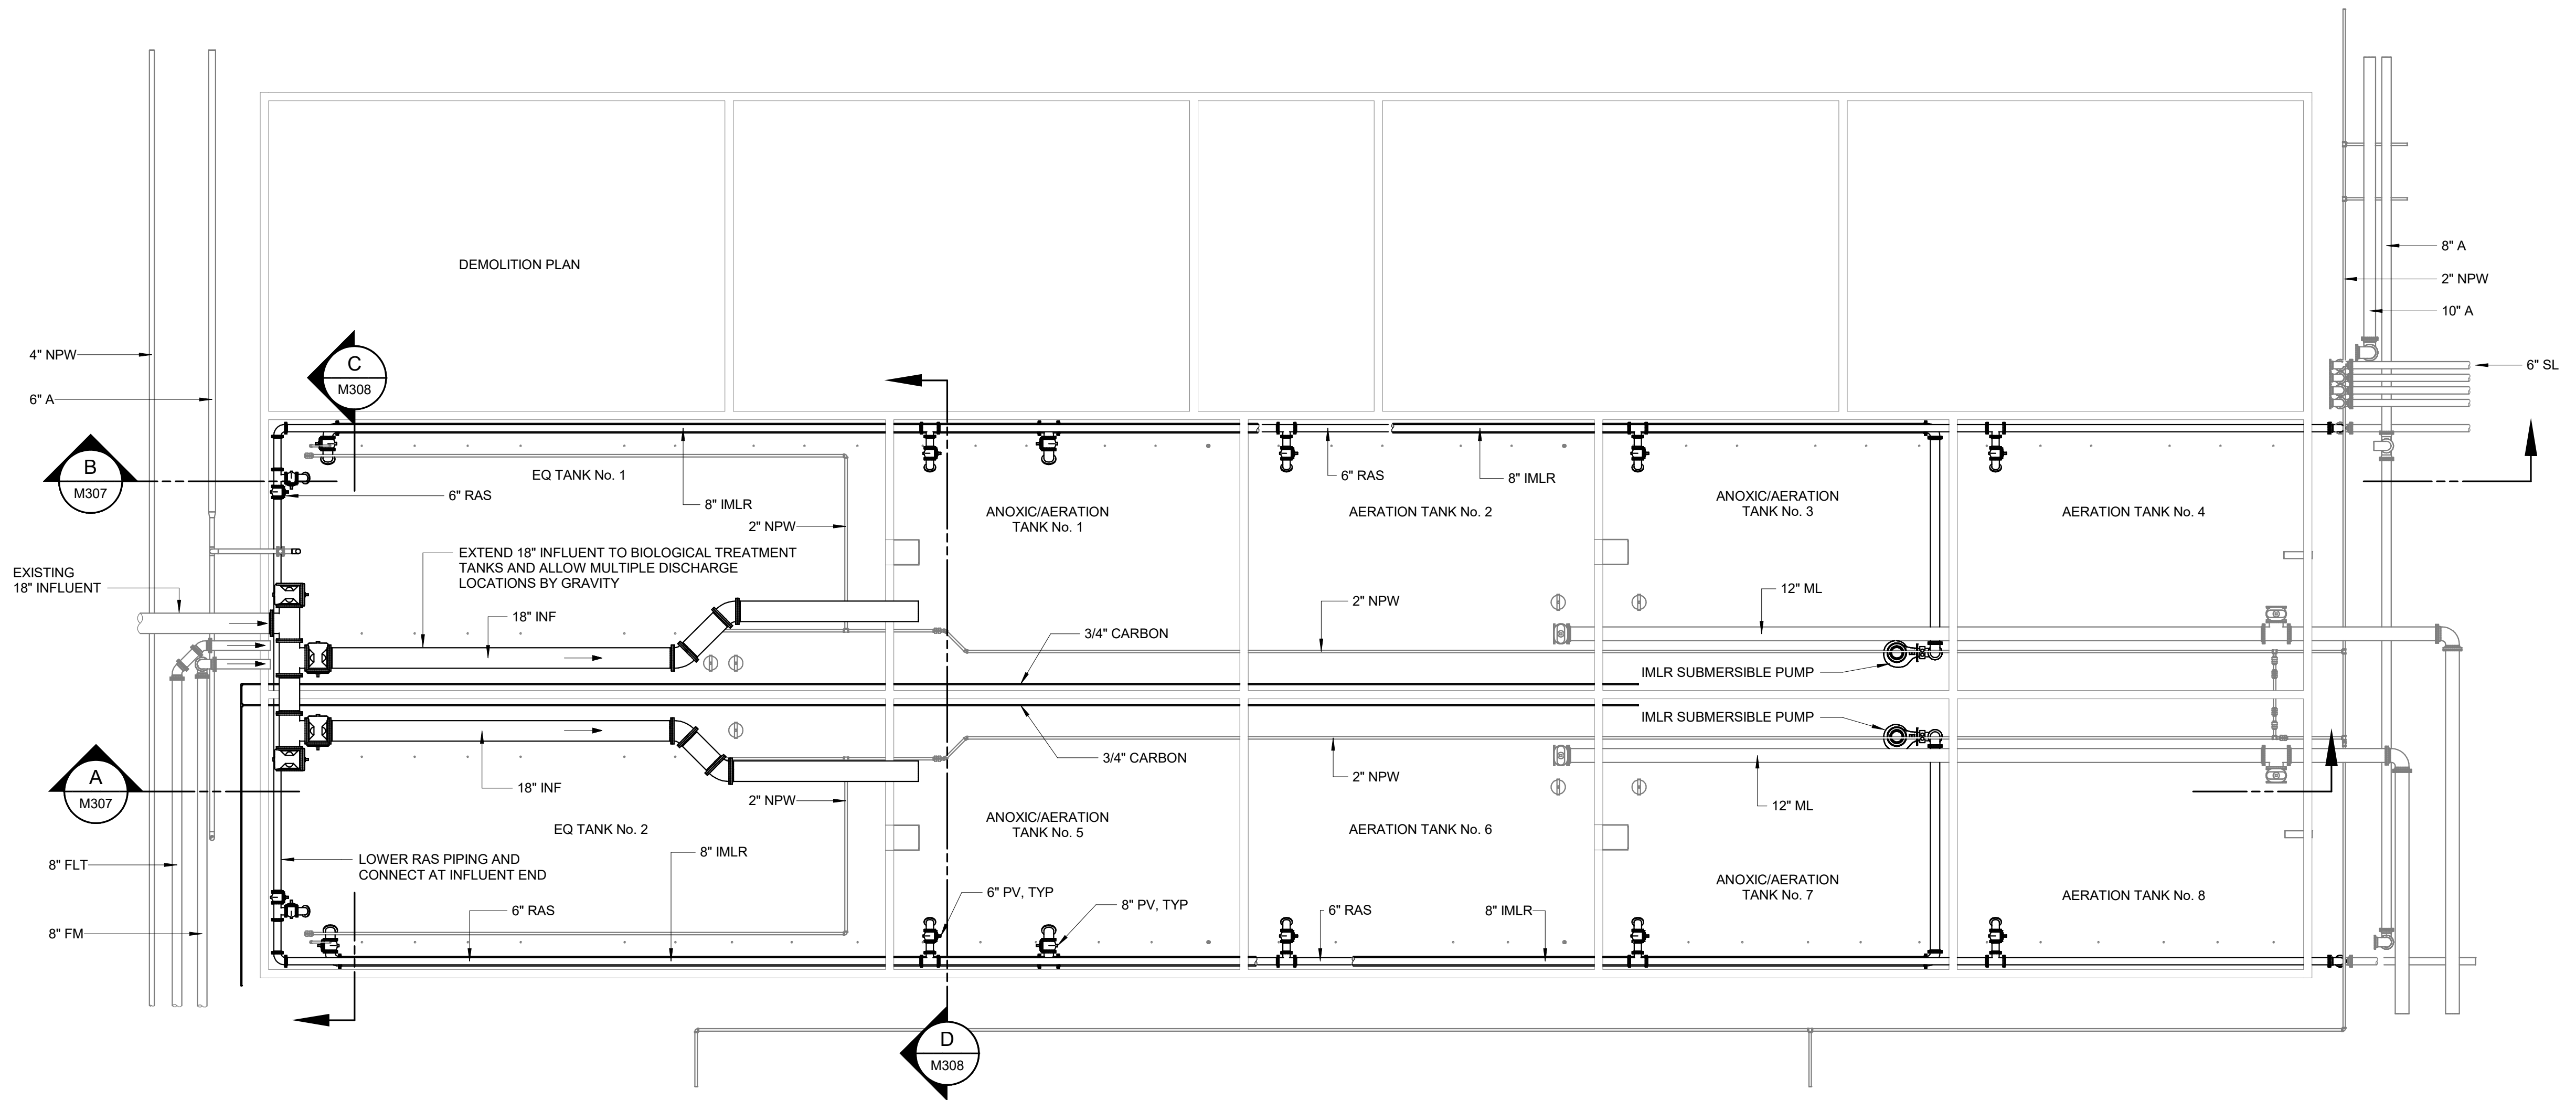 8" A
DEMOLITION PLAN
2" NPW
10" A
4" NPW
C
M308
6" SL
6" A
B
M307
EQ TANK No. 1
6" RAS
8" IMLR
6" RAS
8" IMLR
ANOXIC/AERATION
TANK No. 3
8" IMLR
ANOXIC/AERATION
TANK No. 1
AERATION TANK No. 2
AERATION TANK No. 4
2" NPW
EXTEND 18" INFLUENT TO BIOLOGICAL TREATMENT
TANKS AND ALLOW MULTIPLE DISCHARGE
LOCATIONS BY GRAVITY
EXISTING
18" INFLUENT
18" INF
2" NPW
12" ML
3/4" CARBON
IMLR SUBMERSIBLE PUMP
IMLR SUBMERSIBLE PUMP
3/4" CARBON
A
M307
18" INF
2" NPW
2" NPW
12" ML
EQ TANK No. 2
ANOXIC/AERATION
TANK No. 5
AERATION TANK No. 6
8" FLT
LOWER RAS PIPING AND
CONNECT AT INFLUENT END
8" IMLR
ANOXIC/AERATION
TANK No. 7
AERATION TANK No. 8
6" PV, TYP
8" PV, TYP
6" RAS
6" RAS
8" IMLR
8" FM
D
M308